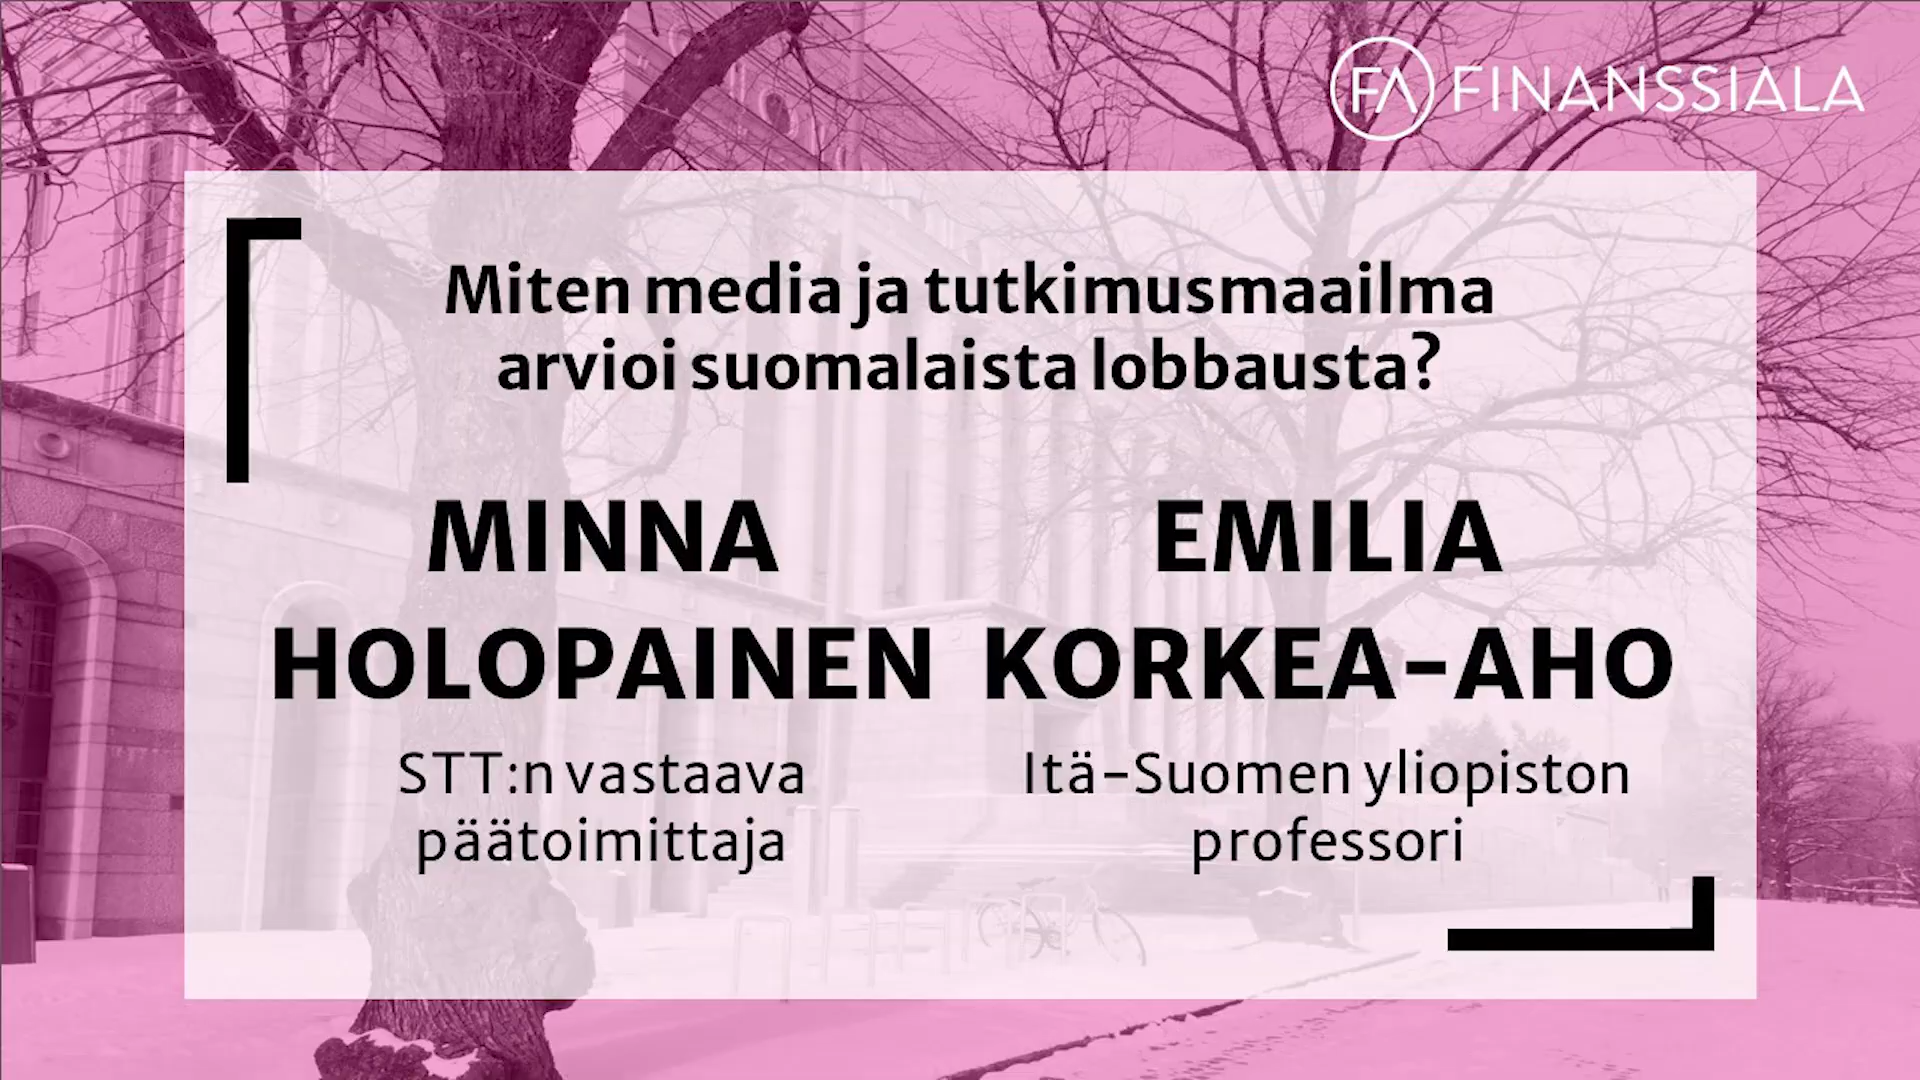 FA FINANSSIALA
Miten media ja tutkimusmaailma
arvioi suomalaista lobbausta?
MINNA
HOLOPAINEN
STT:n vastaava
päätoimittaja
EMILIA
KORKEA-AHO
Itä-Suomen yliopiston
professori